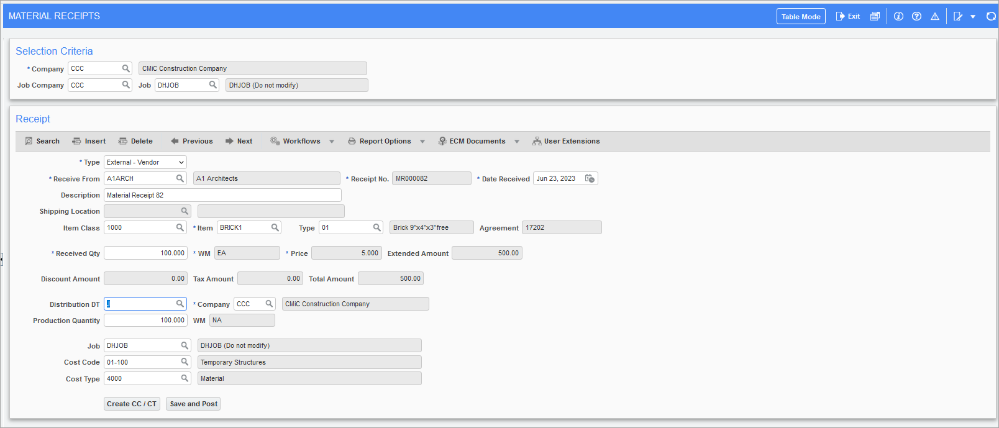 MATERIAL RECEIPTS Table Mode Exit
Selection Criteria
* Company CCC CMiC Construction Company
Job Company CCC Job DHJOB DHJOB (Do not modify)
Receipt
Search Insert Delete Previous Next Workflows Report Options ECM Documents User Extensions
* Type External - Vendor
* Receive From A1ARCH A1 Architects * Receipt No. MR000082 * Date Received Jun 23, 2023
Description Material Receipt 82
Shipping Location
Item Class 1000 * Item BRICK1 Type 01 Brick 9"x4"x3"free Agreement 17202
* Received Qty 100.000 * WM EA * Price 5.000 Extended Amount 500.00
Discount Amount 0.00 Tax Amount 0.00 Total Amount 500.00
Distribution DT J * Company CCC CMiC Construction Company
Production Quantity 100.000 WM NA
Job DHJOB DHJOB (Do not modify)
Cost Code 01-100 Temporary Structures
Cost Type 4000 Material
Create CC / CT Save and Post